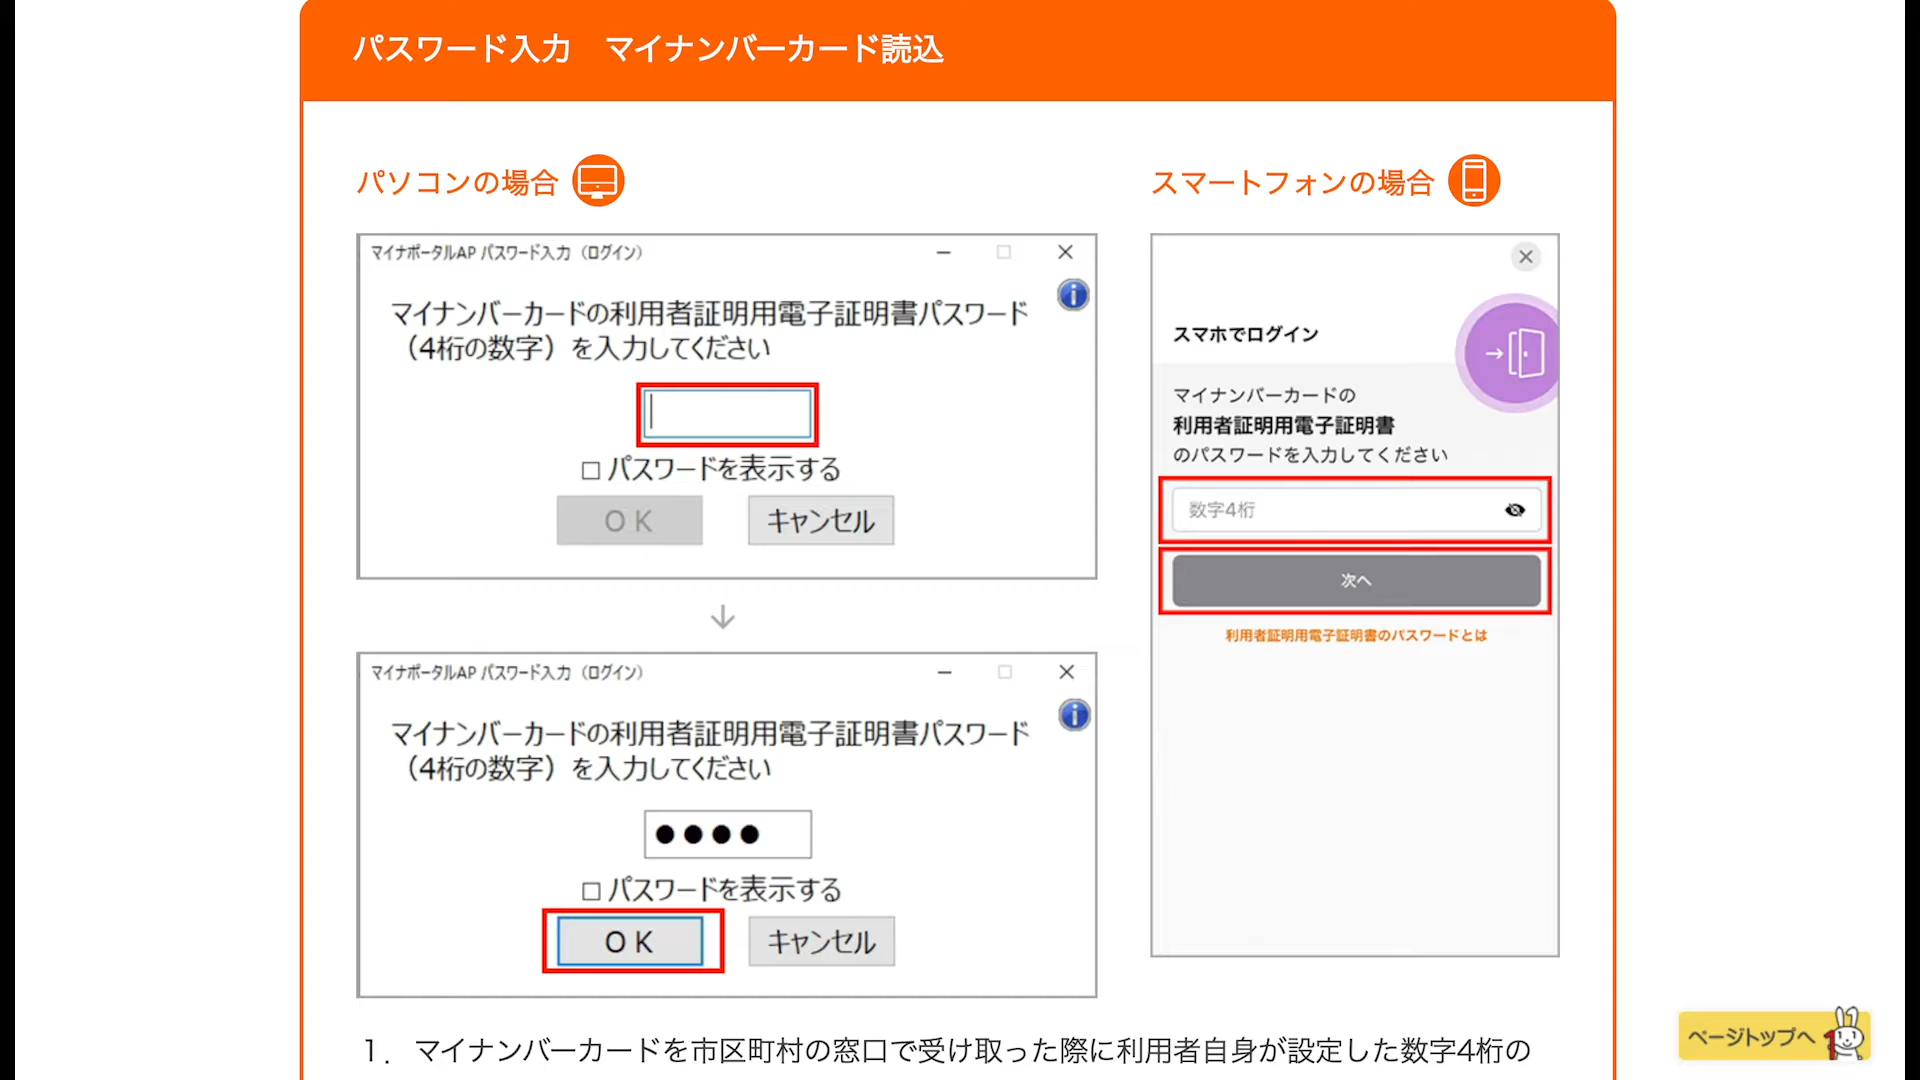 パスワード入力　マイナンバーカード読込
パソコンの場合
マイナポータルAP パスワード入力（ログイン）
マイナンバーカードの利用者証明用電子証明書パスワード
（4桁の数字）を入力してください
パスワードを表示する
OK
キャンセル
マイナポータルAP パスワード入力（ログイン）
マイナンバーカードの利用者証明用電子証明書パスワード
（4桁の数字）を入力してください
●●●●
パスワードを表示する
OK
キャンセル
スマートフォンの場合
スマホでログイン
マイナンバーカードの
利用者証明用電子証明書
のパスワードを入力してください
数字4桁
次へ
利用者証明用電子証明書のパスワードとは
1．マイナンバーカードを市区町村の窓口で受け取った際に利用者自身が設定した数字4桁の
ページトップへ